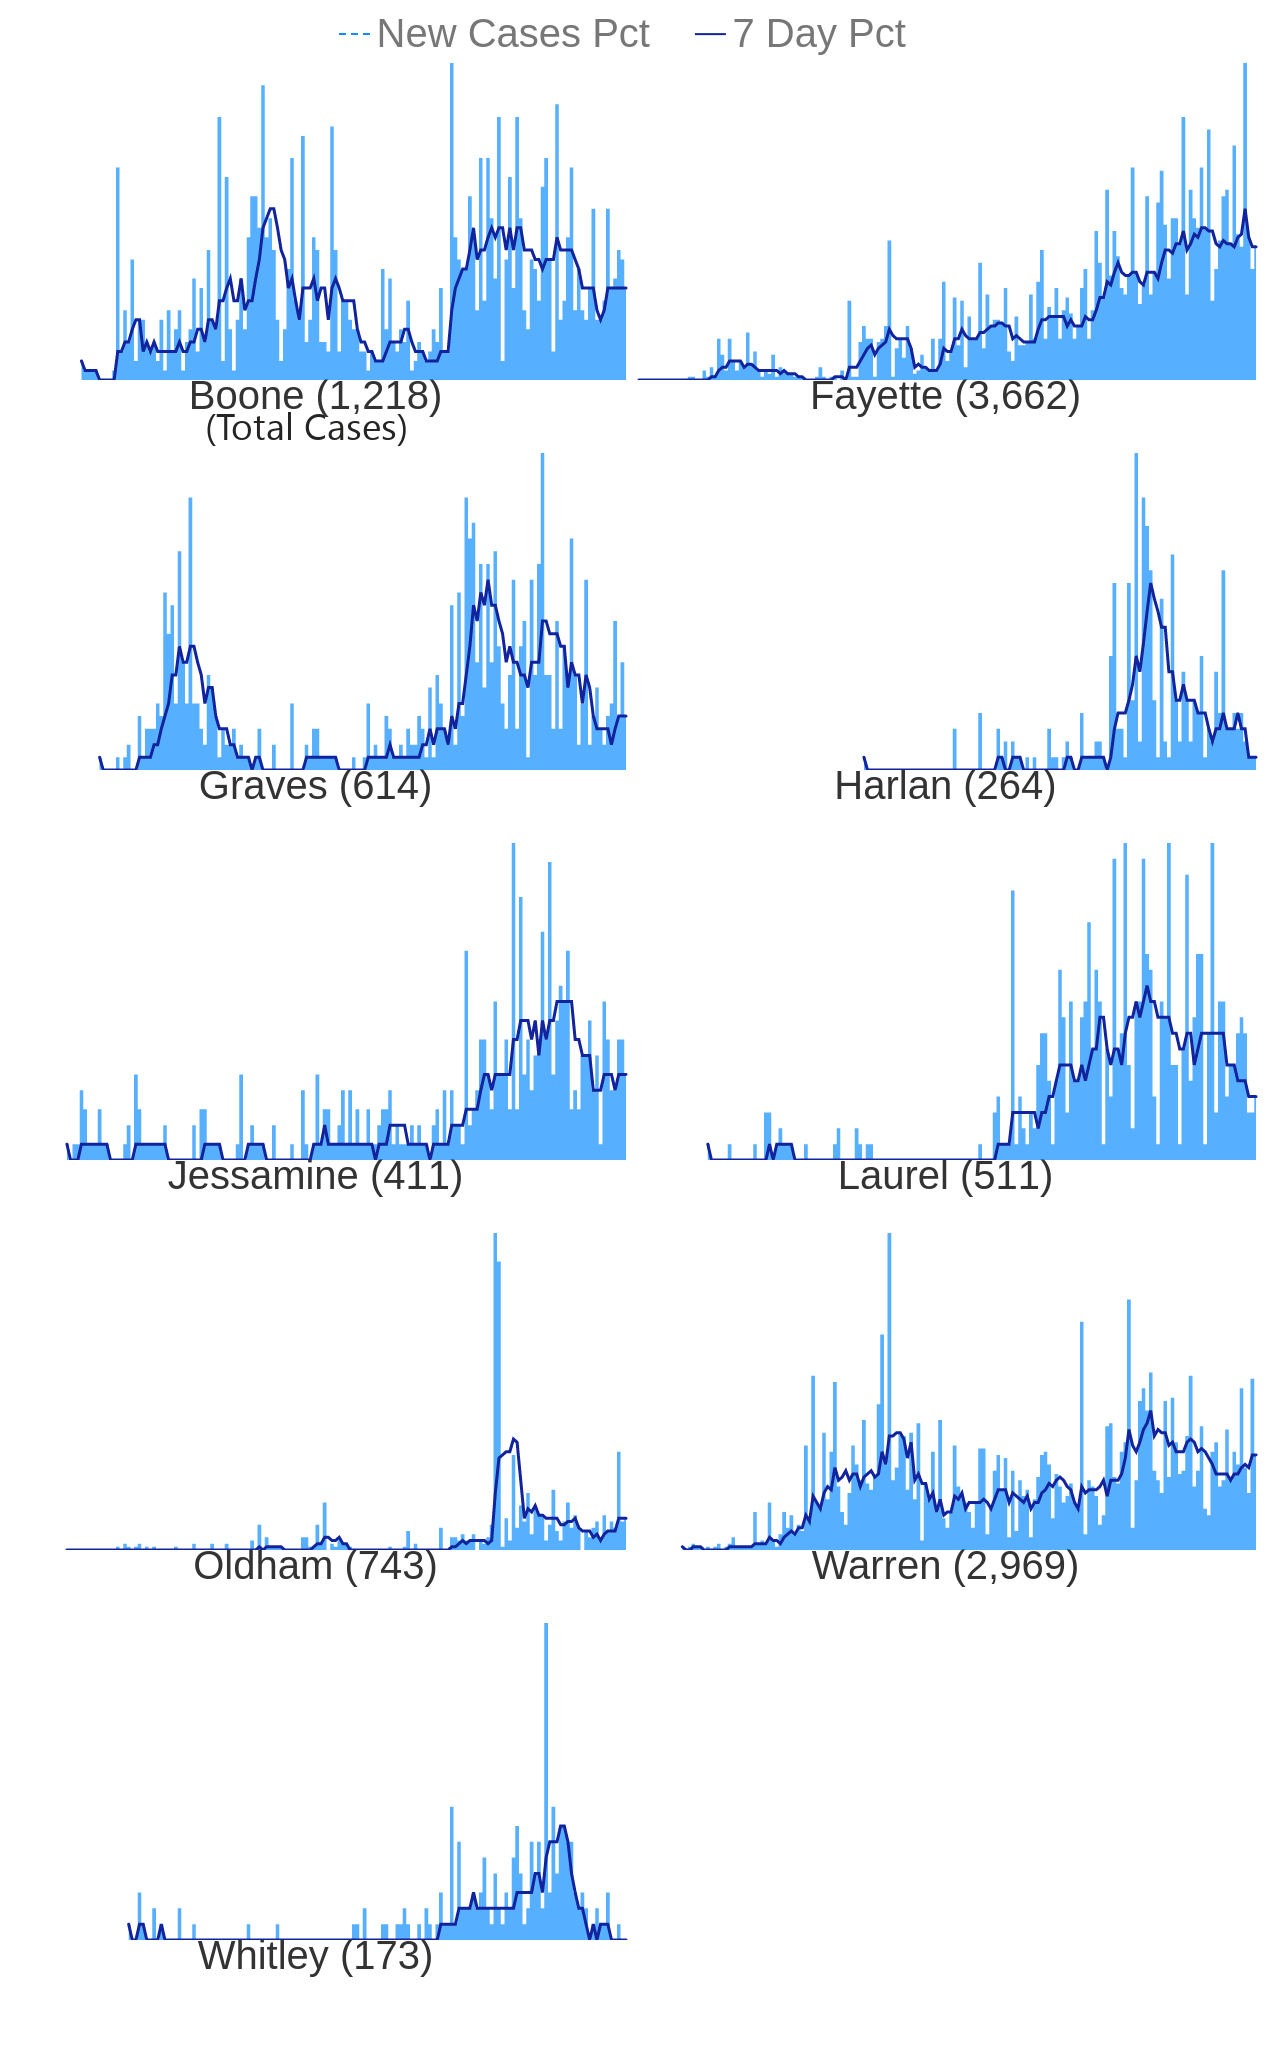 New Cases Pct 7 Day Pct
Boone (1,218) Fayette (3,662)
(Total Cases)
Graves (614) Harlan (264)
Jessamine (411) Laurel (511)
Oldham (743) Warren (2,969)
Whitley (173)